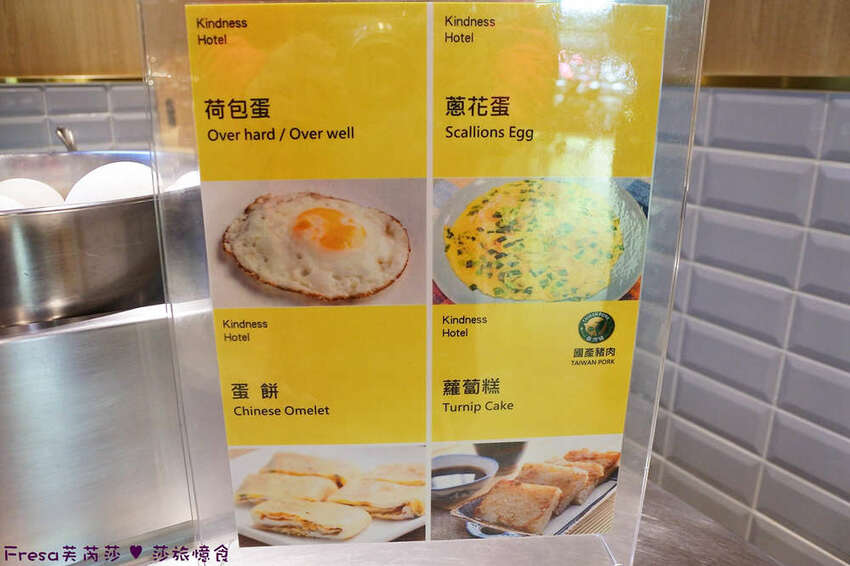 Kindness
Hotel
荷包蛋
Over hard / Over well
Kindness
Hotel
蔥花蛋
Scallions Egg
Kindness
Hotel
蛋 餅
Chinese Omelet
Kindness
Hotel
國產豬肉
TAIWAN PORK
蘿蔔糕
Turnip Cake
Fresa芙芮莎 ♥ 莎旅憶食